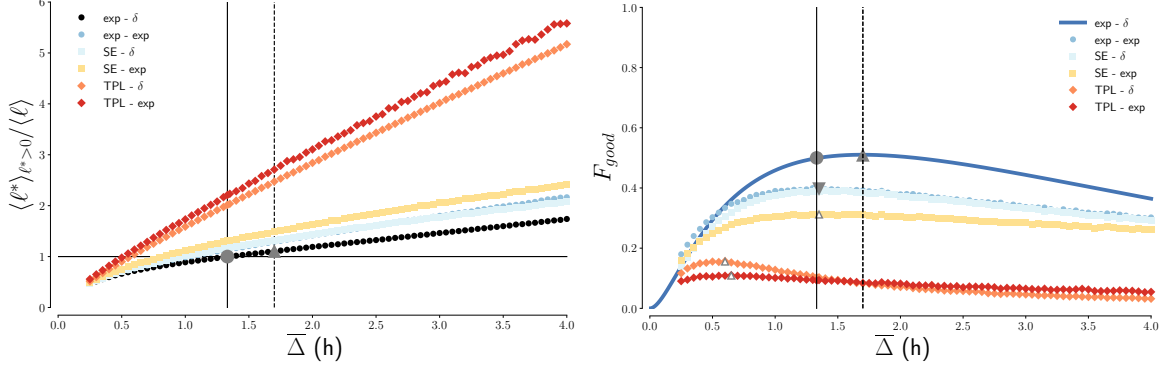 exp - δ
exp - exp
SE - δ
SE - exp
TPL - δ
TPL - exp
⟨ℓ*⟩ℓ*>0/⟨ℓ⟩
6
5
4
3
2
1
0
0.0 0.5 1.0 1.5 2.0 2.5 3.0 3.5 4.0
Δ̅ (h)
exp - δ
exp - exp
SE - δ
SE - exp
TPL - δ
TPL - exp
F_good
1.0
0.8
0.6
0.4
0.2
0.0
0.0 0.5 1.0 1.5 2.0 2.5 3.0 3.5 4.0
Δ̅ (h)